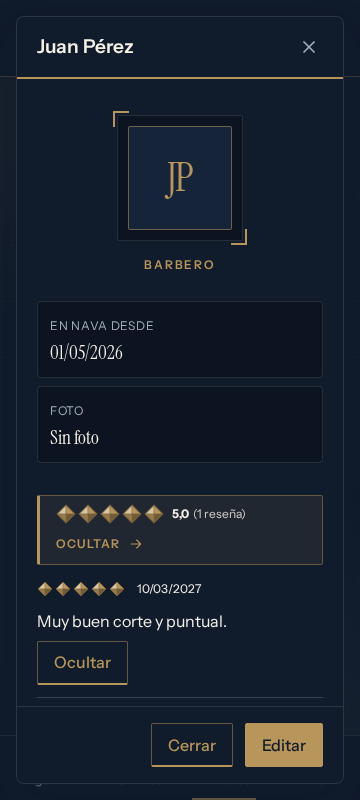 Juan Pérez
JP
BARBERO
EN NAVA DESDE
01/05/2026
FOTO
Sin foto
5,0 (1 reseña)
OCULTAR →
10/03/2027
Muy buen corte y puntual.
Ocultar
Cerrar
Editar